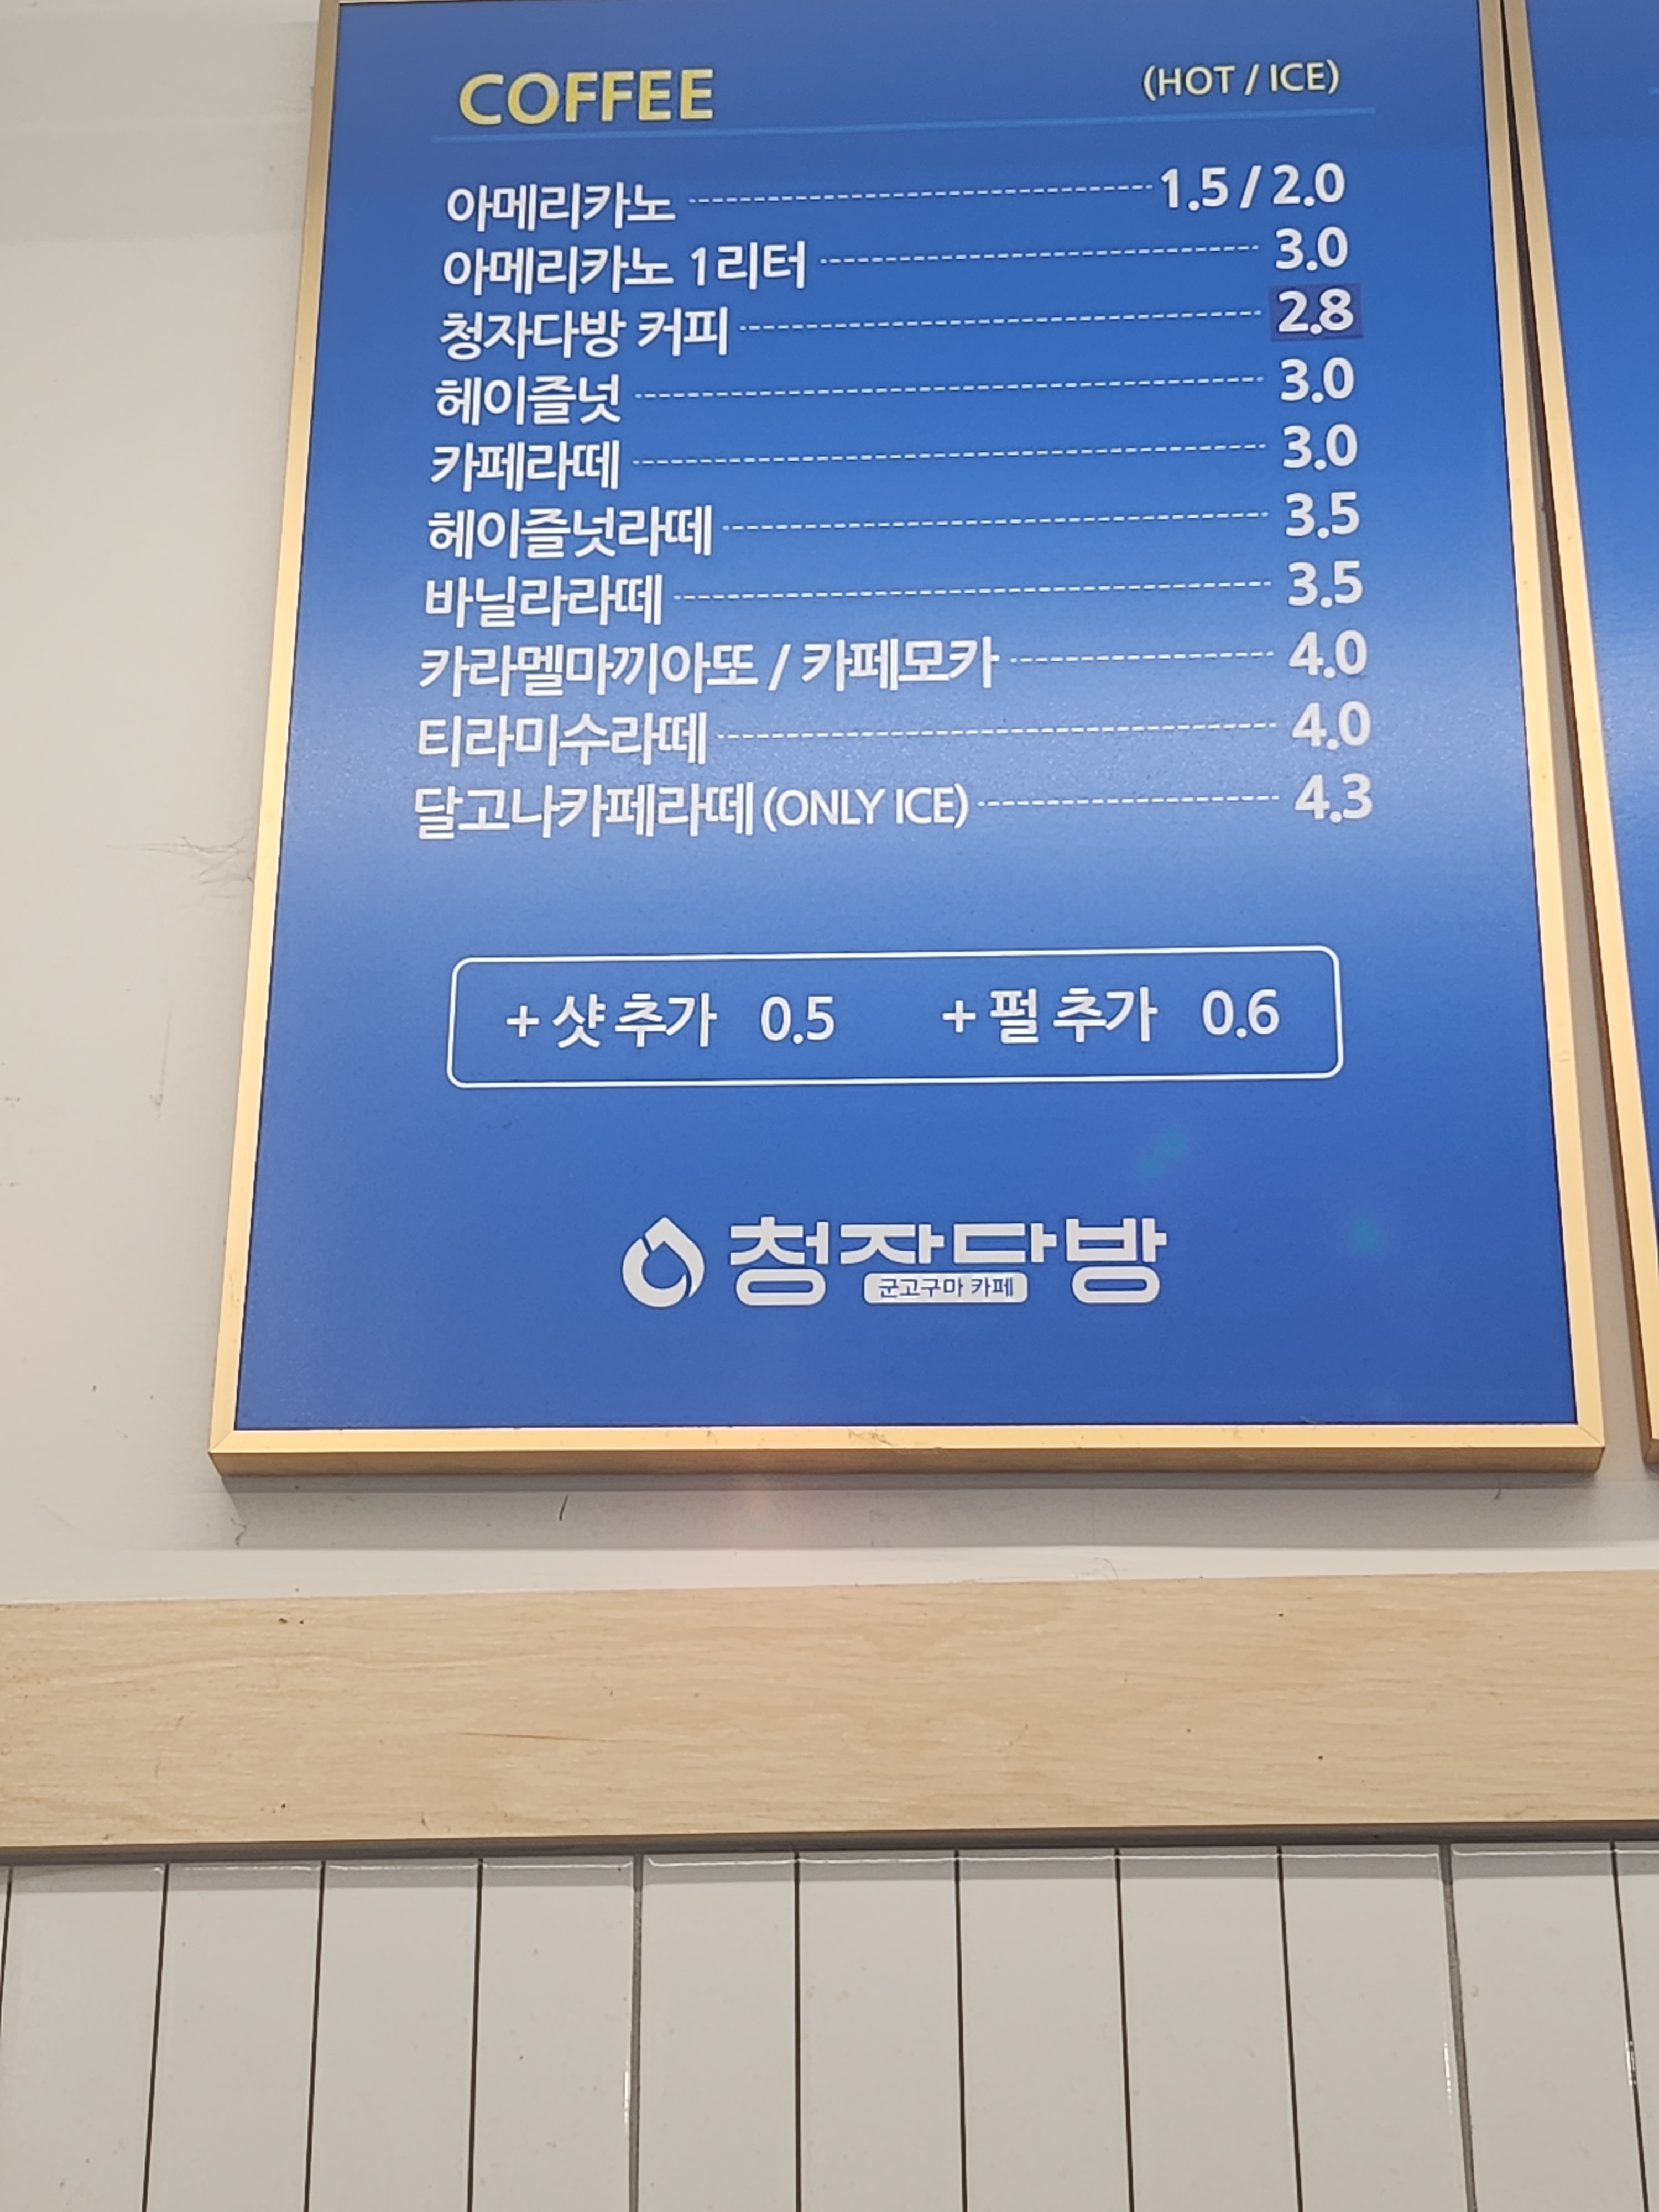 COFFEE (HOT / ICE)
아메리카노 1.5 / 2.0
아메리카노 1리터 3.0
청자다방 커피 2.8
헤이즐넛 3.0
카페라떼 3.0
헤이즐넛라떼 3.5
바닐라라떼 3.5
카라멜마끼아또 / 카페모카 4.0
티라미수라떼 4.0
달고나카페라떼 (ONLY ICE) 4.3
+ 샷 추가 0.5 + 펄 추가 0.6
청자다방
군고구마 카페